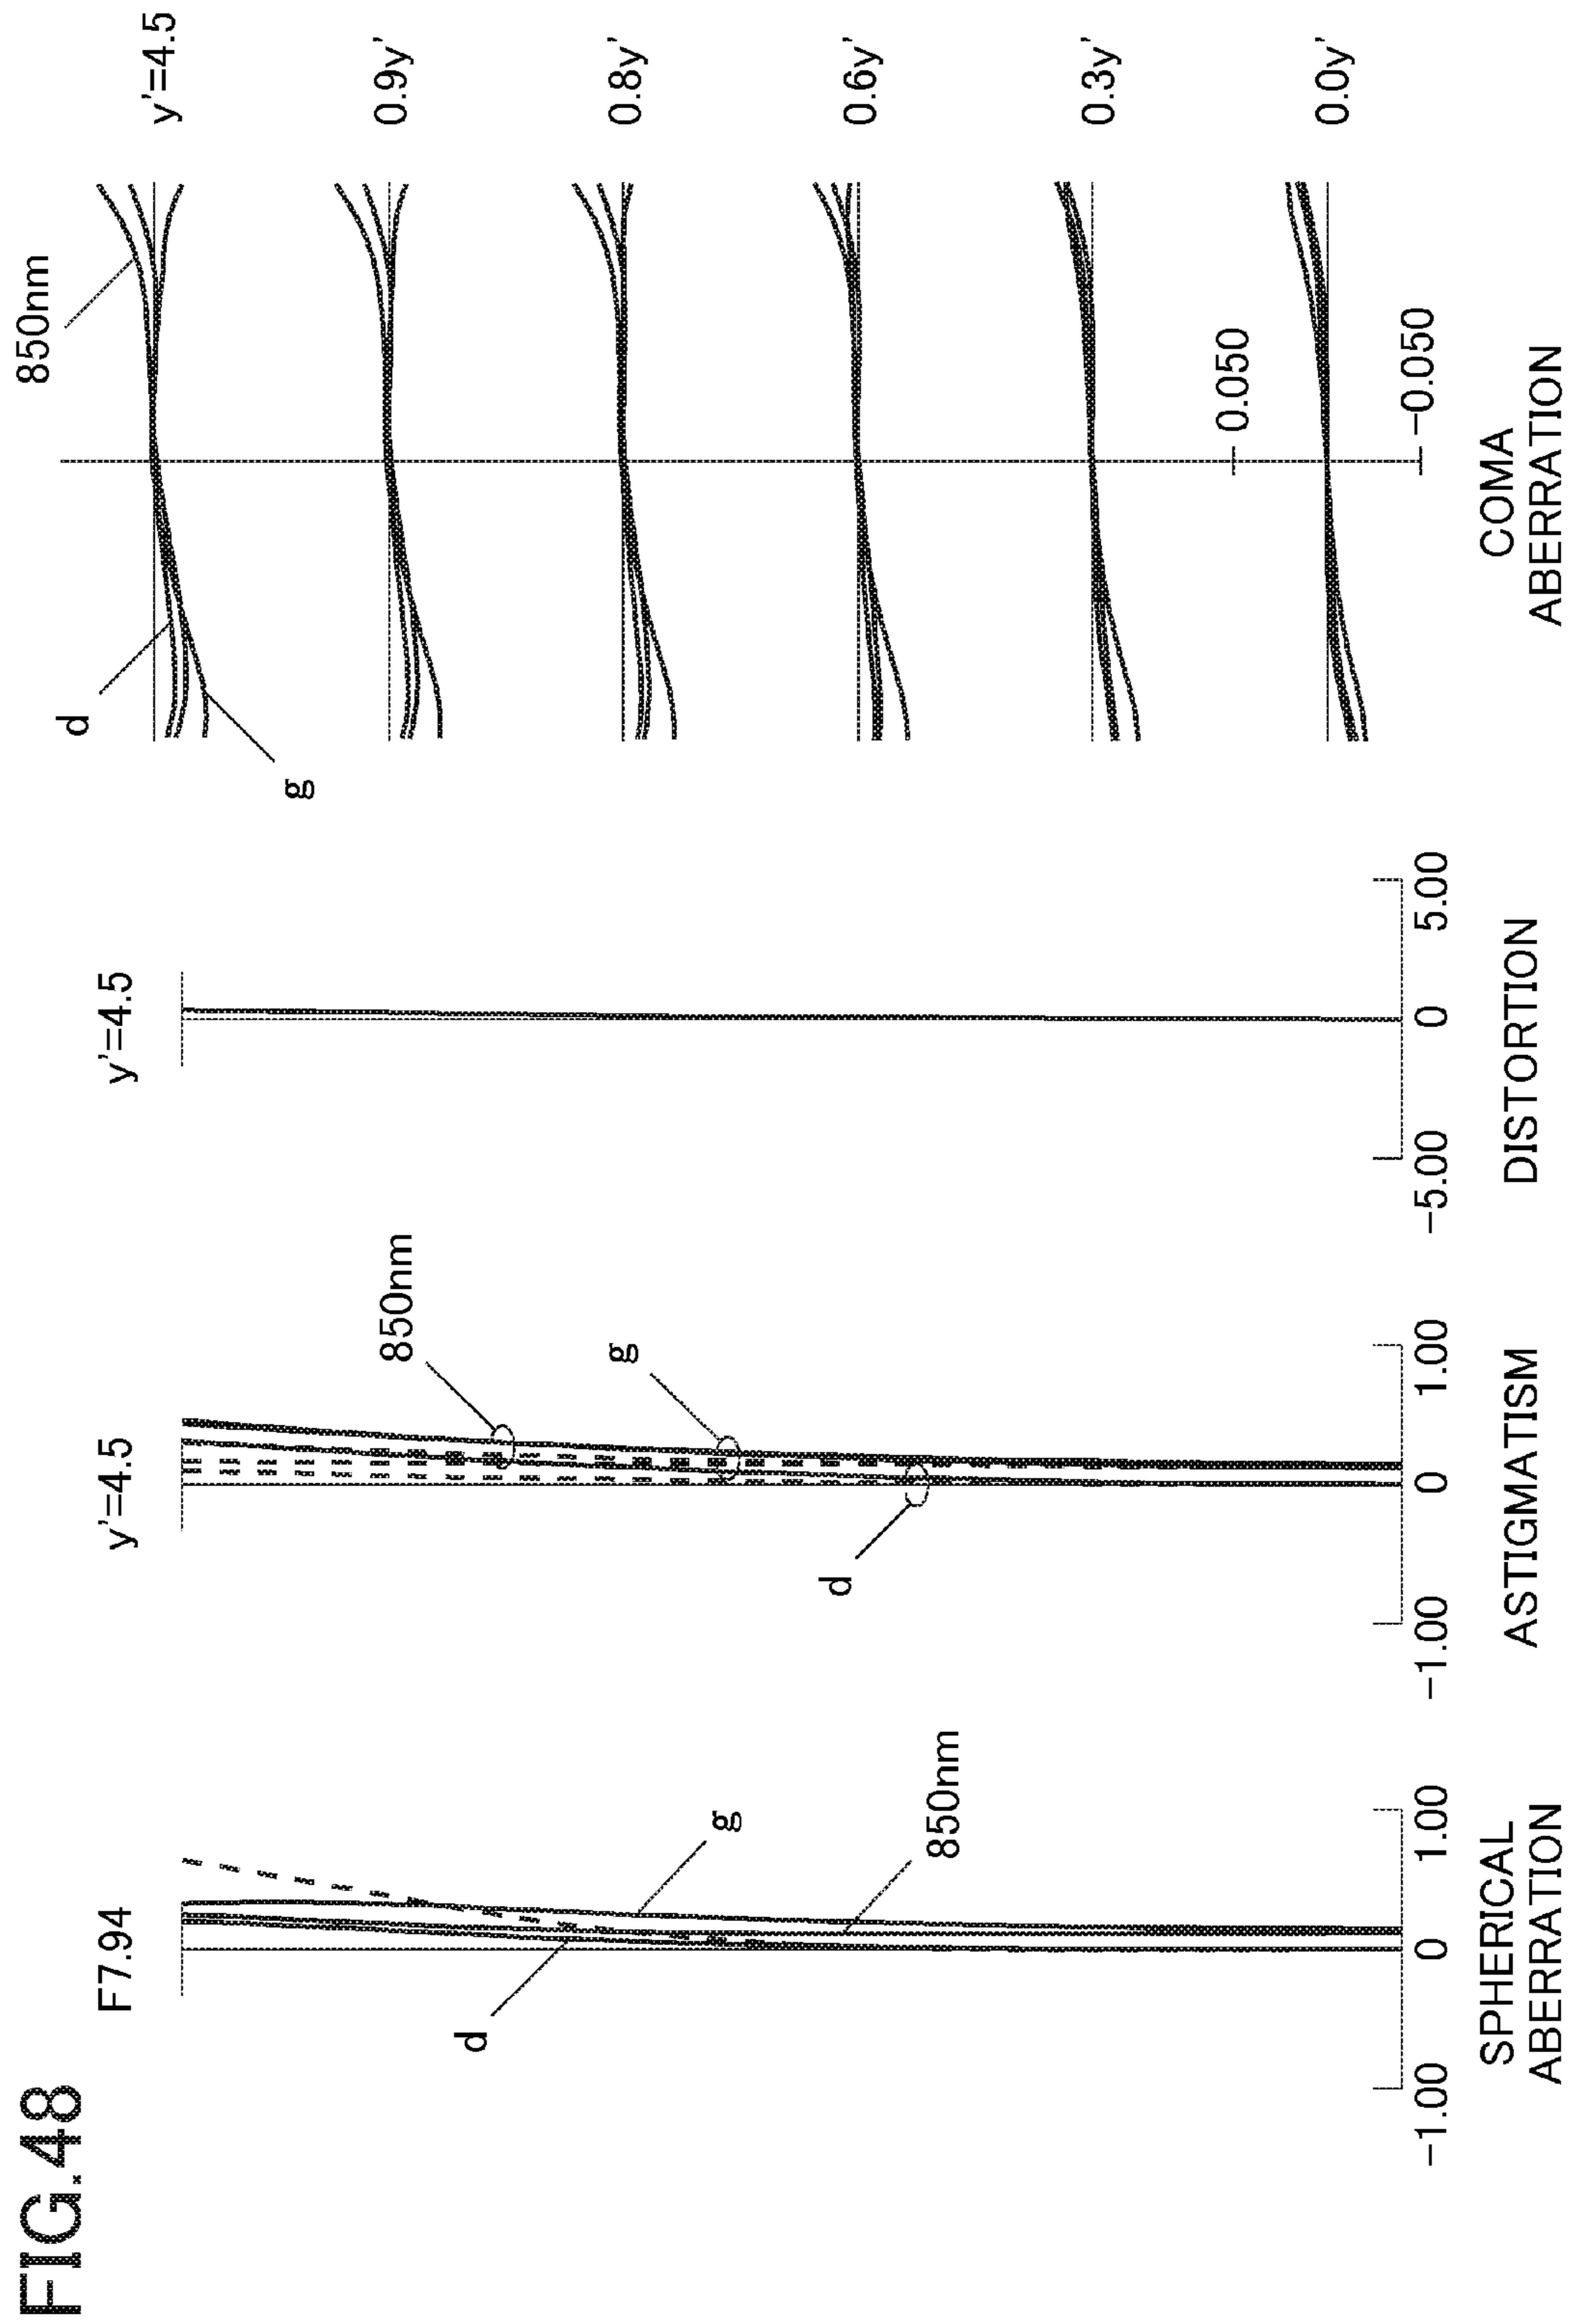 FIG.48
F7.94
d
g
850nm
−1.00
0
1.00
SPHERICAL
ABERRATION
y'=4.5
850nm
g
d
−1.00
0
1.00
ASTIGMATISM
y'=4.5
−5.00
0
5.00
DISTORTION
850nm
d
g
y'=4.5
0.9y'
0.8y'
0.6y'
0.3y'
0.0y'
0.050
−0.050
COMA
ABERRATION